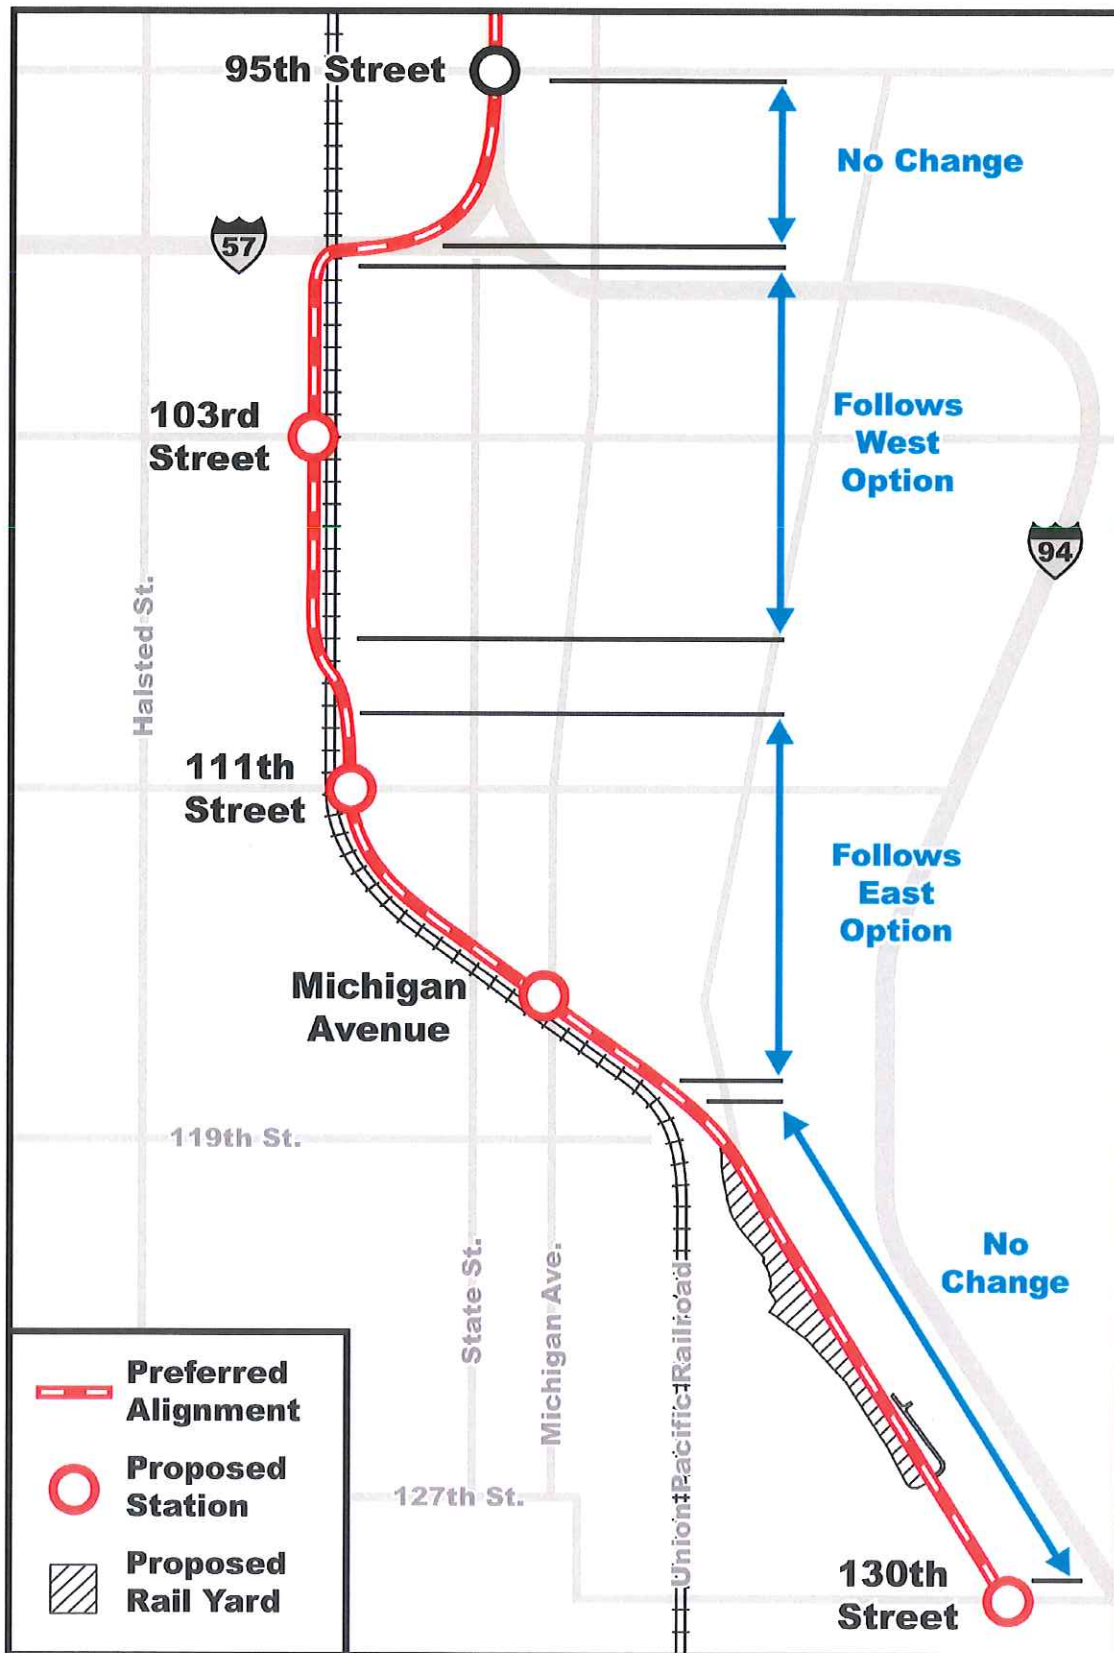 95th Street
No Change
57
103rd
Street
Follows
West
Option
94
Halsted St.
111th
Street
Follows
East
Option
Michigan
Avenue
119th St.
No
Change
State St.
Michigan Ave.
Union Pacific Railroad
127th St.
130th
Street
Preferred
Alignment
Proposed
Station
Proposed
Rail Yard